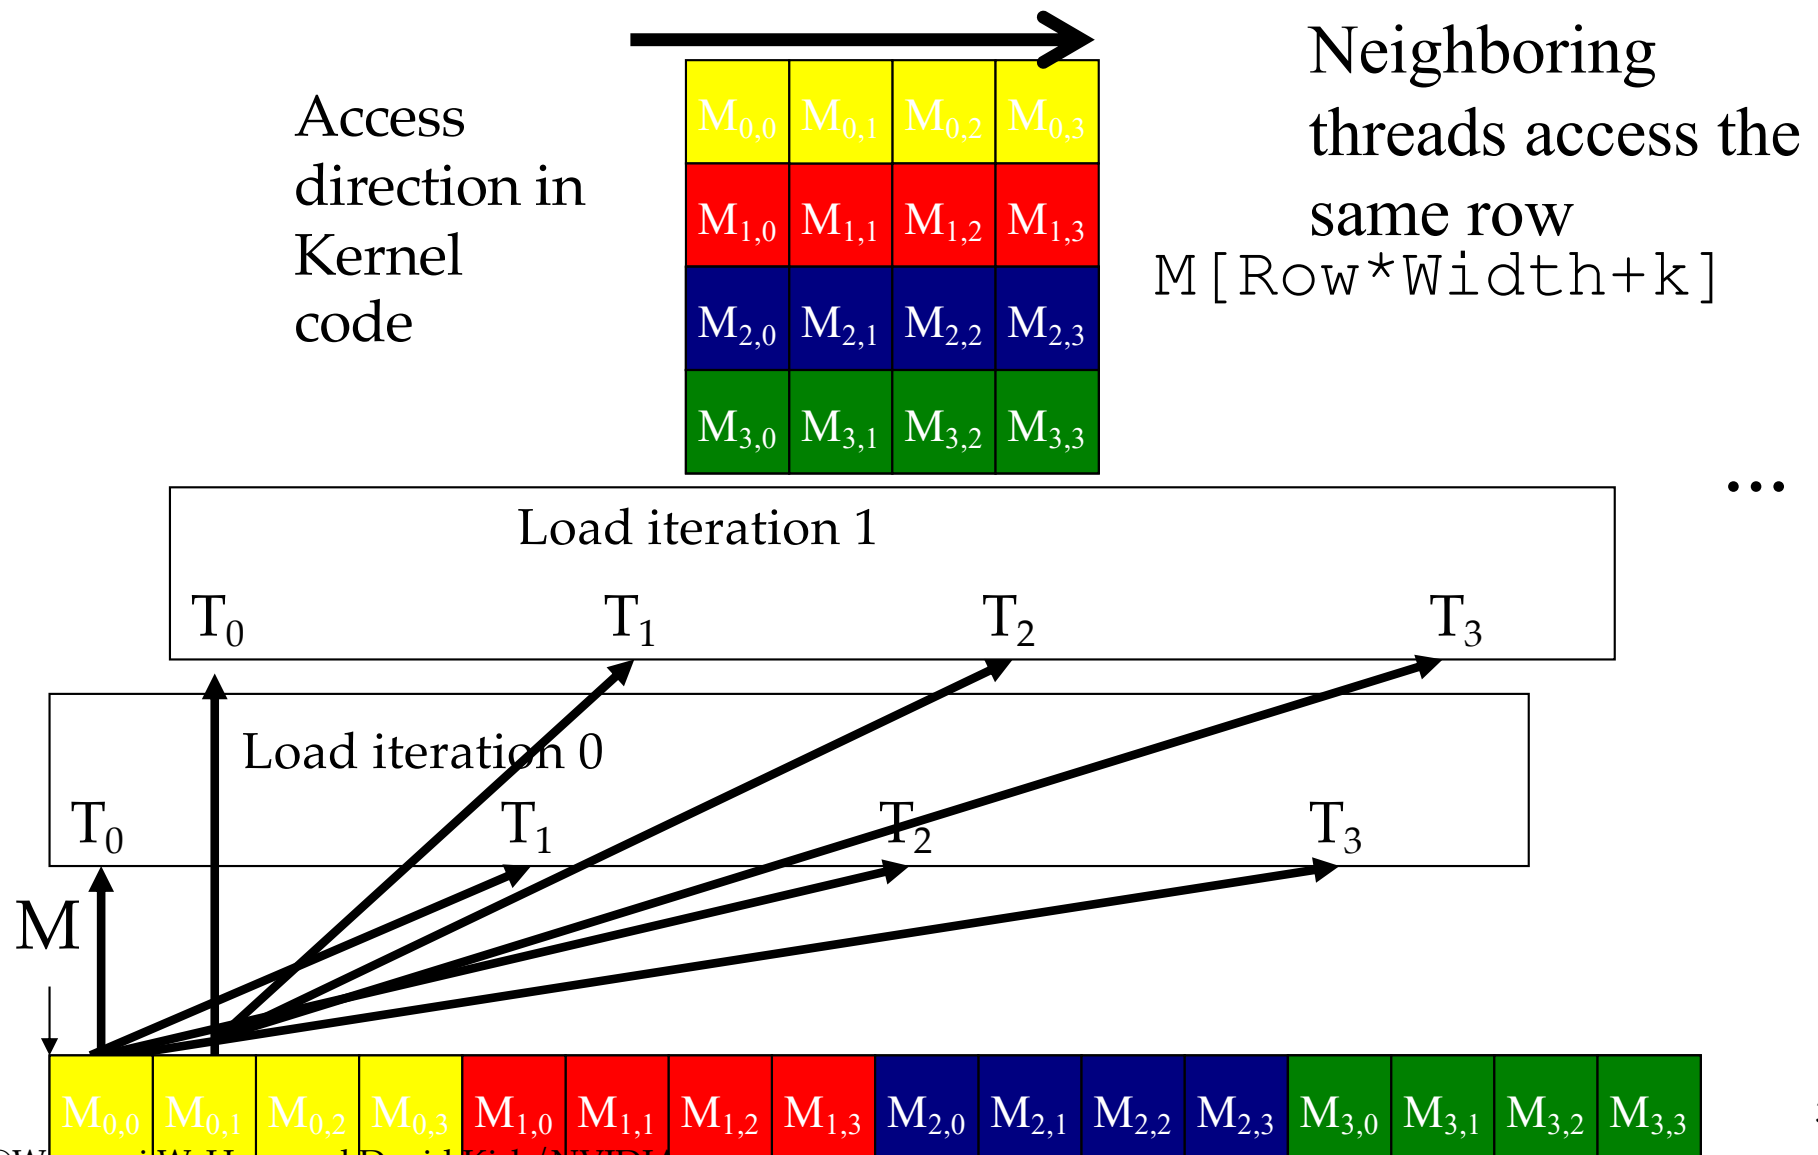 Access
direction in
Kernel
code
M0,0 M0,1 M0,2 M0,3
M1,0 M1,1 M1,2 M1,3
M2,0 M2,1 M2,2 M2,3
M3,0 M3,1 M3,2 M3,3
Neighboring
threads access the
same row
M[Row*Width+k]
...
Load iteration 1
T0 T1 T2 T3
Load iteration 0
T0 T1 T2 T3
M
M0,0 M0,1 M0,2 M0,3 M1,0 M1,1 M1,2 M1,3 M2,0 M2,1 M2,2 M2,3 M3,0 M3,1 M3,2 M3,3